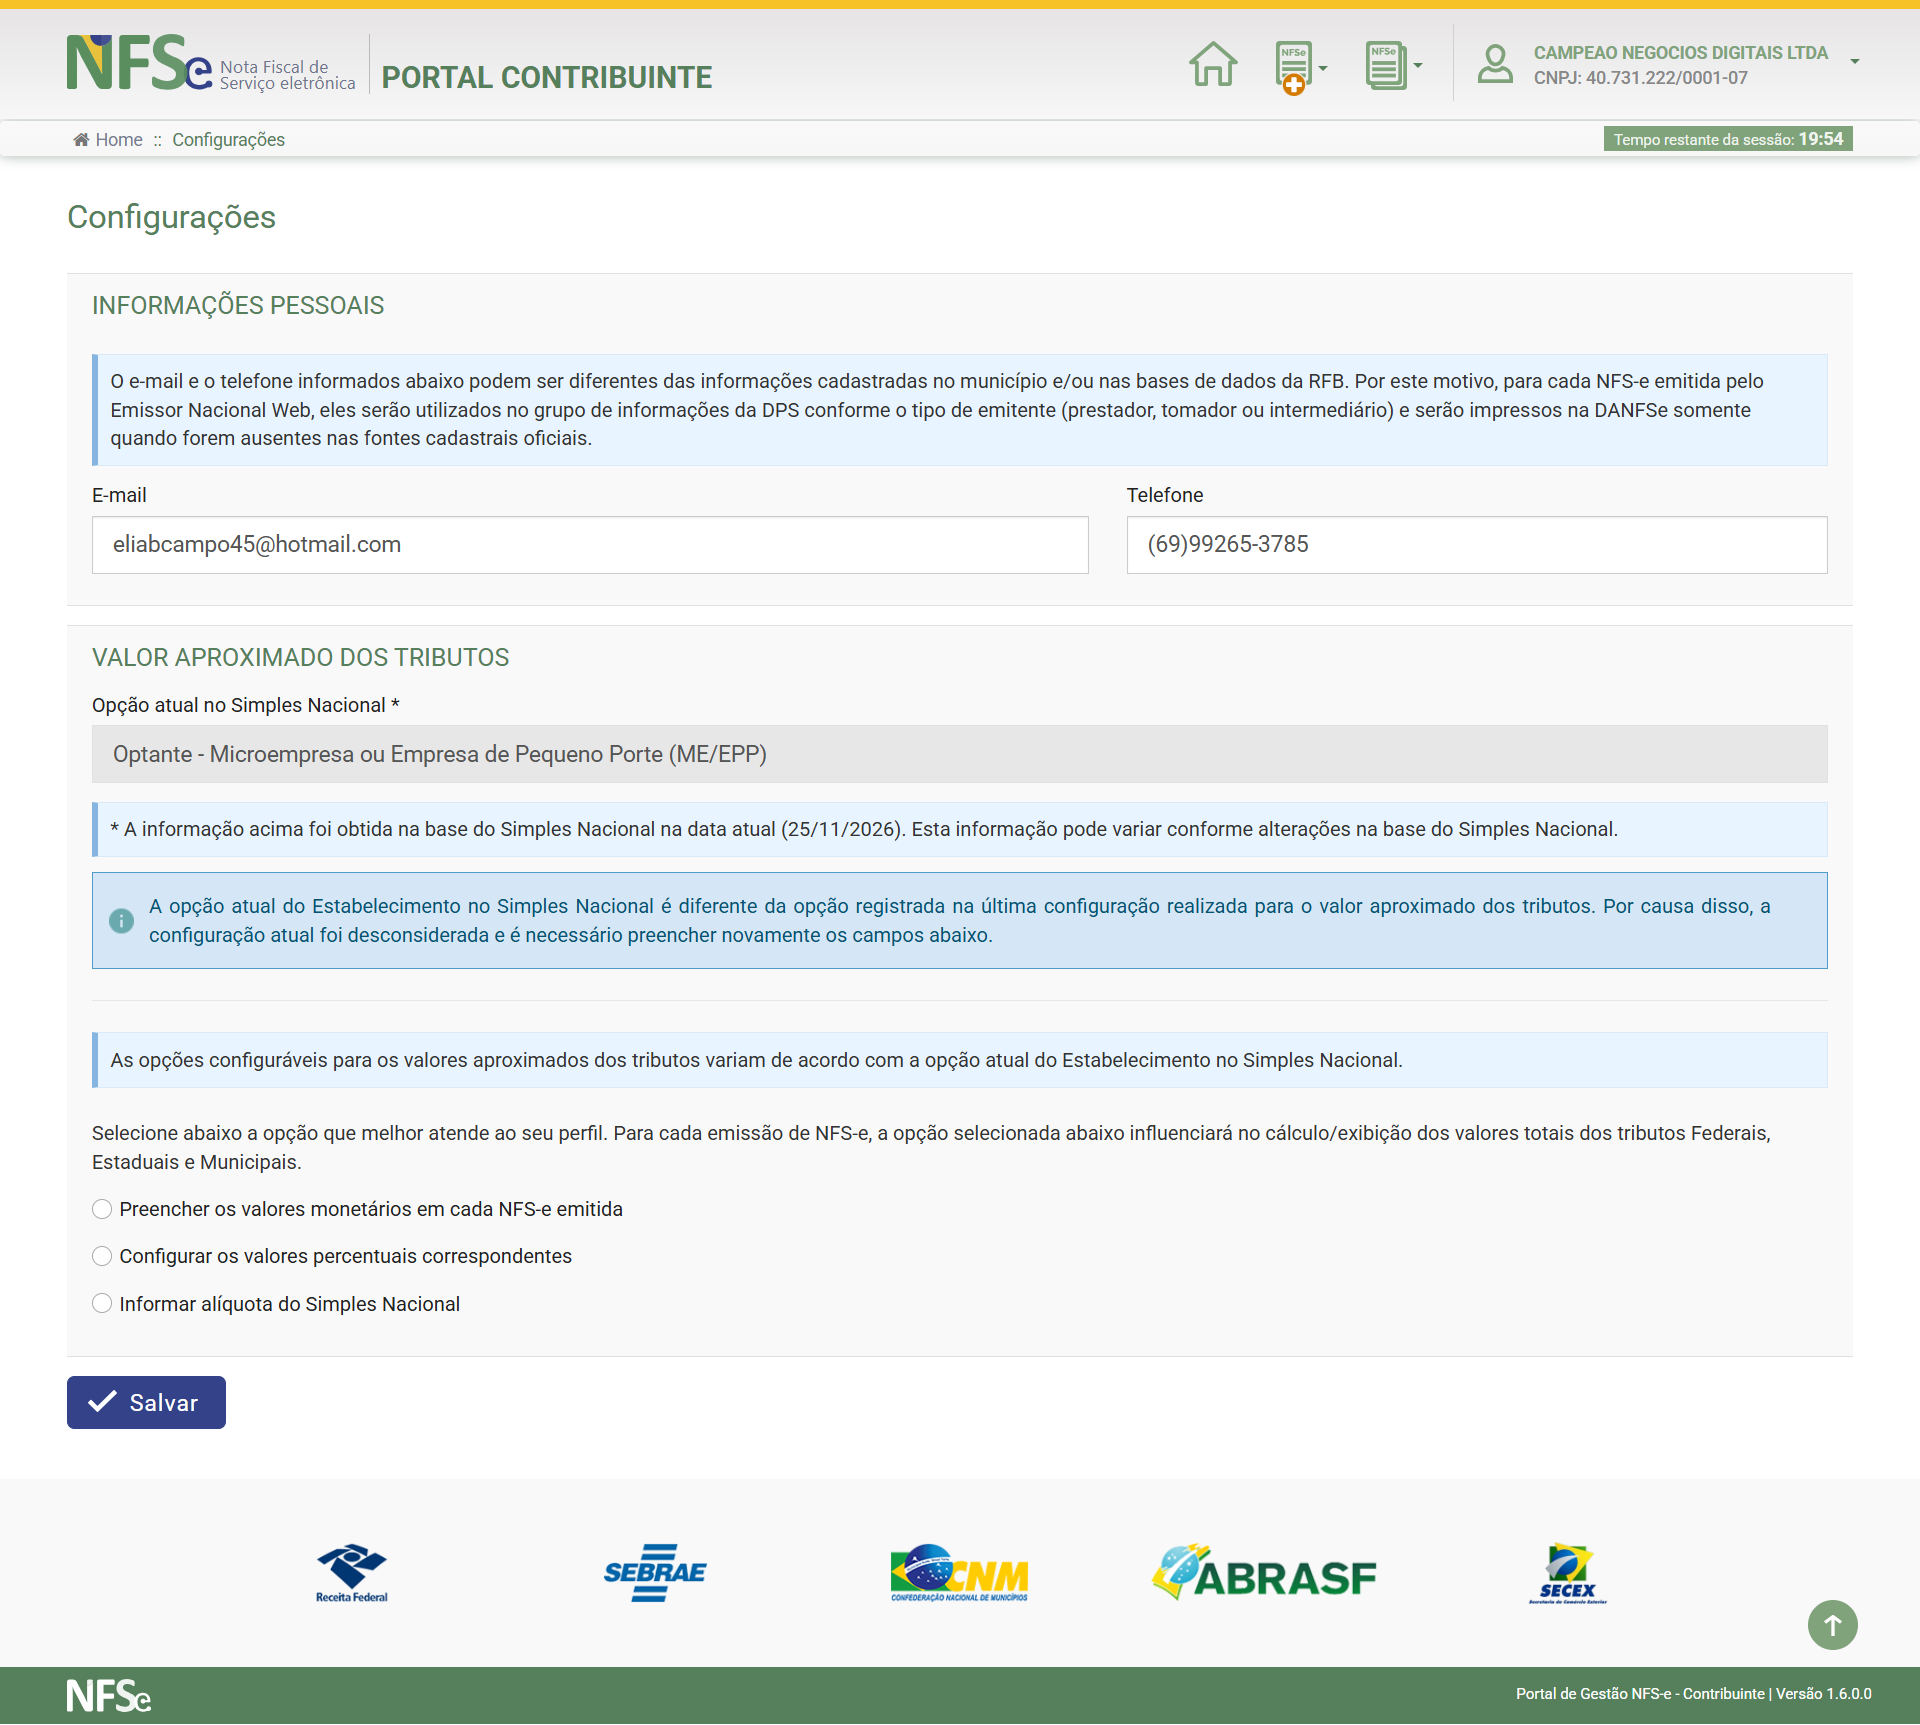 NFSe Nota Fiscal de Serviço eletrônica
PORTAL CONTRIBUINTE
NFSe
NFSe
CAMPEAO NEGOCIOS DIGITAIS LTDA
CNPJ: 40.731.222/0001-07
Home :: Configurações
Tempo restante da sessão: 19:54
Configurações
INFORMAÇÕES PESSOAIS
O e-mail e o telefone informados abaixo podem ser diferentes das informações cadastradas no município e/ou nas bases de dados da RFB. Por este motivo, para cada NFS-e emitida pelo
Emissor Nacional Web, eles serão utilizados no grupo de informações da DPS conforme o tipo de emitente (prestador, tomador ou intermediário) e serão impressos na DANFSe somente
quando forem ausentes nas fontes cadastrais oficiais.
E-mail
Telefone
eliabcampo45@hotmail.com
(69)99265-3785
VALOR APROXIMADO DOS TRIBUTOS
Opção atual no Simples Nacional *
Optante - Microempresa ou Empresa de Pequeno Porte (ME/EPP)
* A informação acima foi obtida na base do Simples Nacional na data atual (25/11/2026). Esta informação pode variar conforme alterações na base do Simples Nacional.
A opção atual do Estabelecimento no Simples Nacional é diferente da opção registrada na última configuração realizada para o valor aproximado dos tributos. Por causa disso, a
configuração atual foi desconsiderada e é necessário preencher novamente os campos abaixo.
As opções configuráveis para os valores aproximados dos tributos variam de acordo com a opção atual do Estabelecimento no Simples Nacional.
Selecione abaixo a opção que melhor atende ao seu perfil. Para cada emissão de NFS-e, a opção selecionada abaixo influenciará no cálculo/exibição dos valores totais dos tributos Federais,
Estaduais e Municipais.
Preencher os valores monetários em cada NFS-e emitida
Configurar os valores percentuais correspondentes
Informar alíquota do Simples Nacional
Salvar
Receita Federal
SEBRAE
CNM
CONFEDERAÇÃO NACIONAL DE MUNICÍPIOS
ABRASF
SECEX
Secretaria de Comércio Exterior
NFSe
Portal de Gestão NFS-e - Contribuinte | Versão 1.6.0.0